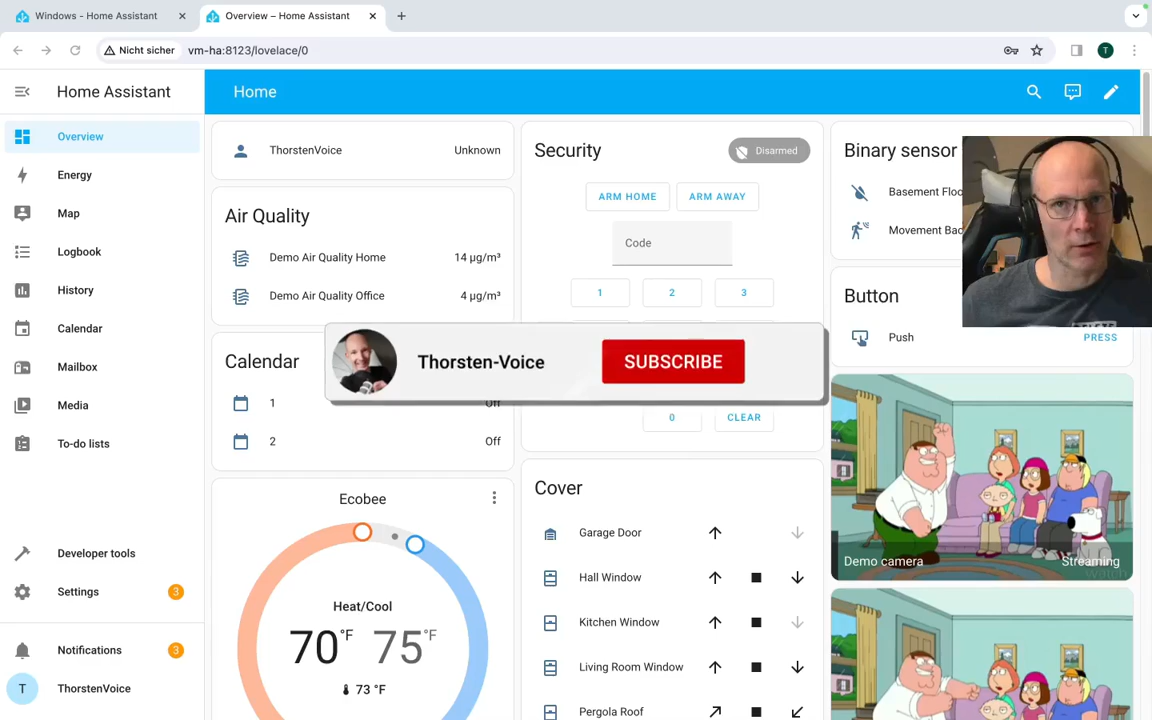 Windows - Home Assistant
Overview – Home Assistant
Nicht sicher
vm-ha:8123/lovelace/0
T
Home Assistant
Home
Overview
Energy
Map
Logbook
History
Calendar
Mailbox
Media
To-do lists
Developer tools
Settings
3
Notifications
3
T
ThorstenVoice
ThorstenVoice
Unknown
Air Quality
Demo Air Quality Home
14 µg/m³
Demo Air Quality Office
4 µg/m³
Calendar
1
Off
2
Off
Ecobee
Heat/Cool
70 °F
75 °F
73 °F
Security
Disarmed
ARM HOME
ARM AWAY
Code
1
2
3
0
CLEAR
Thorsten-Voice
SUBSCRIBE
Cover
Garage Door
Hall Window
Kitchen Window
Living Room Window
Pergola Roof
Binary sensor
Basement Floo
Movement Bac
Button
Push
PRESS
Demo camera
Streaming
watch